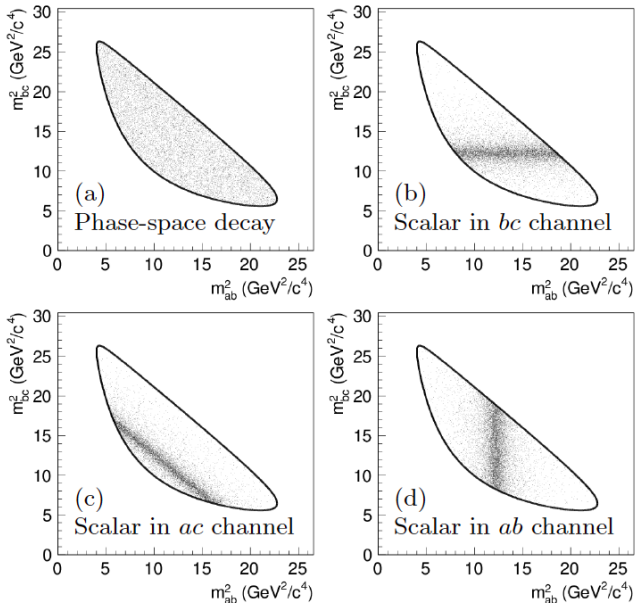 30
25
20
15
10
5
0
m²bc (GeV²/c⁴)
(a)
Phase-space decay
0 5 10 15 20 25
m²ab (GeV²/c⁴)
30
25
20
15
10
5
0
m²bc (GeV²/c⁴)
(b)
Scalar in bc channel
0 5 10 15 20 25
m²ab (GeV²/c⁴)
30
25
20
15
10
5
0
m²bc (GeV²/c⁴)
(c)
Scalar in ac channel
0 5 10 15 20 25
m²ab (GeV²/c⁴)
30
25
20
15
10
5
0
m²bc (GeV²/c⁴)
(d)
Scalar in ab channel
0 5 10 15 20 25
m²ab (GeV²/c⁴)